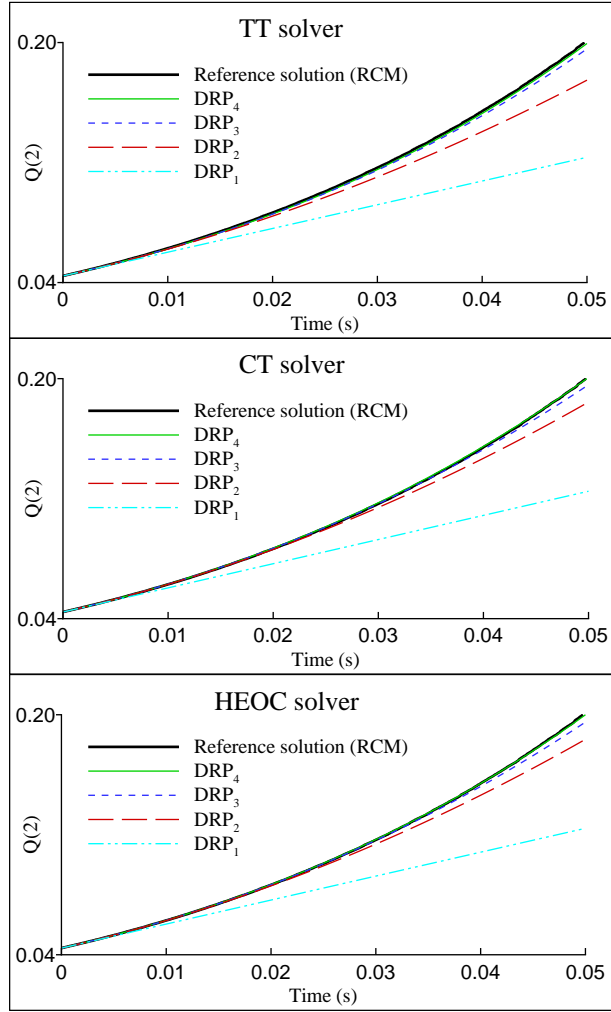 TT solver
0.20
Reference solution (RCM)
DRP4
DRP3
DRP2
DRP1
Q(2)
0.04
0 0.01 0.02 0.03 0.04 0.05
Time (s)
CT solver
0.20
Reference solution (RCM)
DRP4
DRP3
DRP2
DRP1
Q(2)
0.04
0 0.01 0.02 0.03 0.04 0.05
Time (s)
HEOC solver
0.20
Reference solution (RCM)
DRP4
DRP3
DRP2
DRP1
Q(2)
0.04
0 0.01 0.02 0.03 0.04 0.05
Time (s)